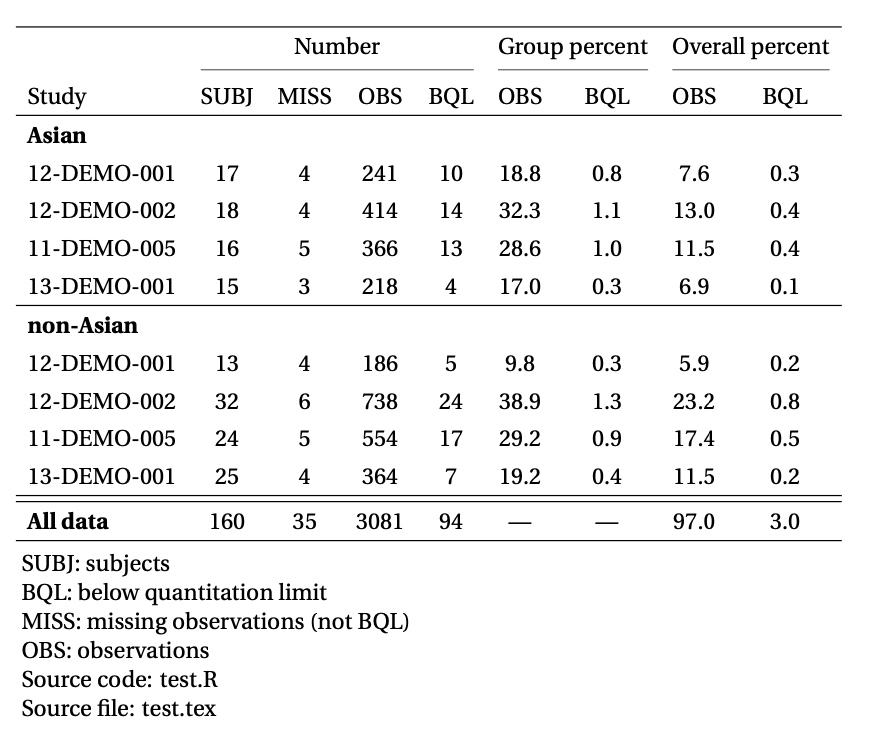 Number Group percent Overall percent
Study SUBJ MISS OBS BQL OBS BQL OBS BQL
Asian
12-DEMO-001 17 4 241 10 18.8 0.8 7.6 0.3
12-DEMO-002 18 4 414 14 32.3 1.1 13.0 0.4
11-DEMO-005 16 5 366 13 28.6 1.0 11.5 0.4
13-DEMO-001 15 3 218 4 17.0 0.3 6.9 0.1
non-Asian
12-DEMO-001 13 4 186 5 9.8 0.3 5.9 0.2
12-DEMO-002 32 6 738 24 38.9 1.3 23.2 0.8
11-DEMO-005 24 5 554 17 29.2 0.9 17.4 0.5
13-DEMO-001 25 4 364 7 19.2 0.4 11.5 0.2
All data 160 35 3081 94 — — 97.0 3.0
SUBJ: subjects
BQL: below quantitation limit
MISS: missing observations (not BQL)
OBS: observations
Source code: test.R
Source file: test.tex